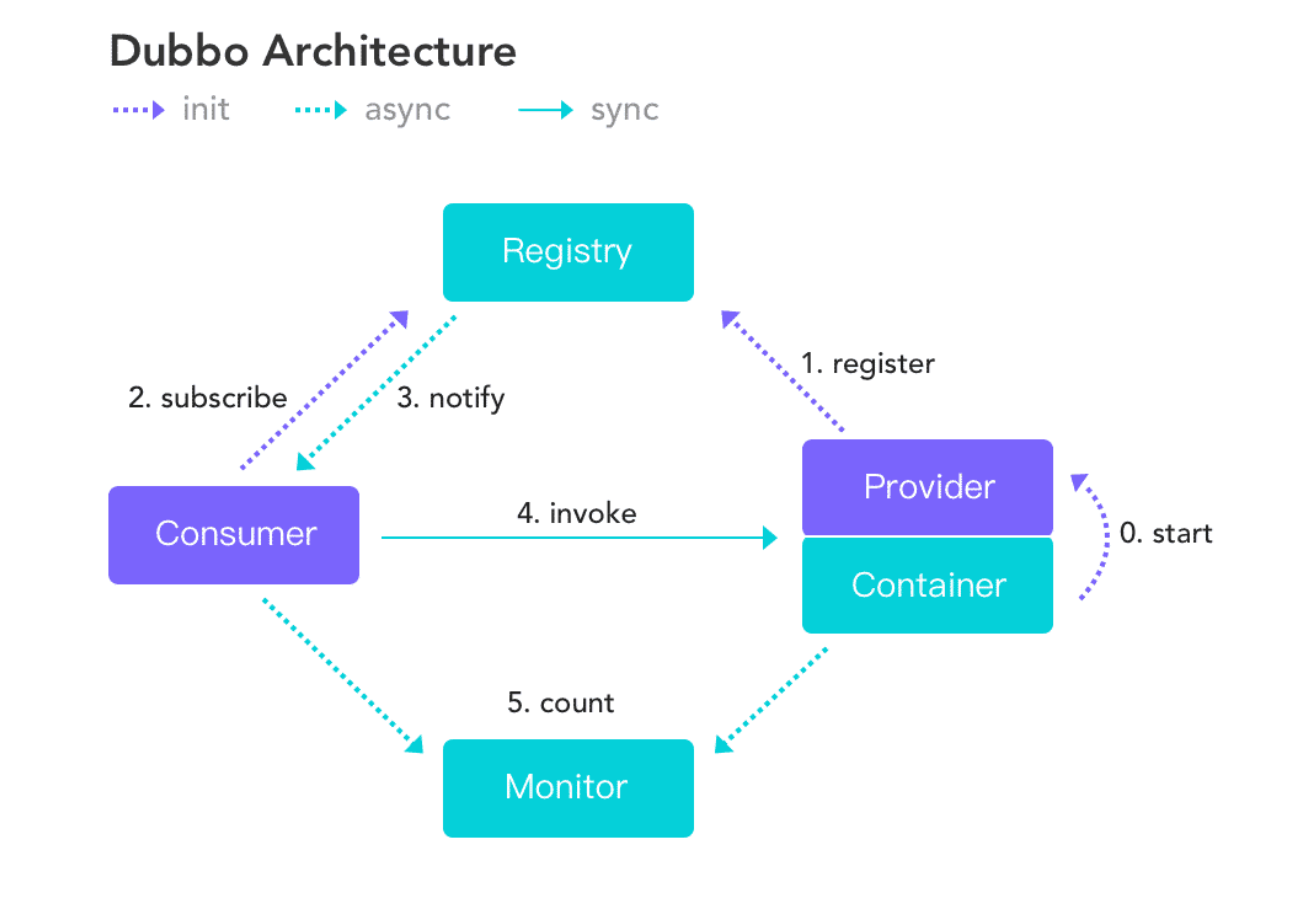 Dubbo Architecture
init async sync
Registry
1. register
2. subscribe 3. notify
Provider
4. invoke
Consumer
0. start
Container
5. count
Monitor